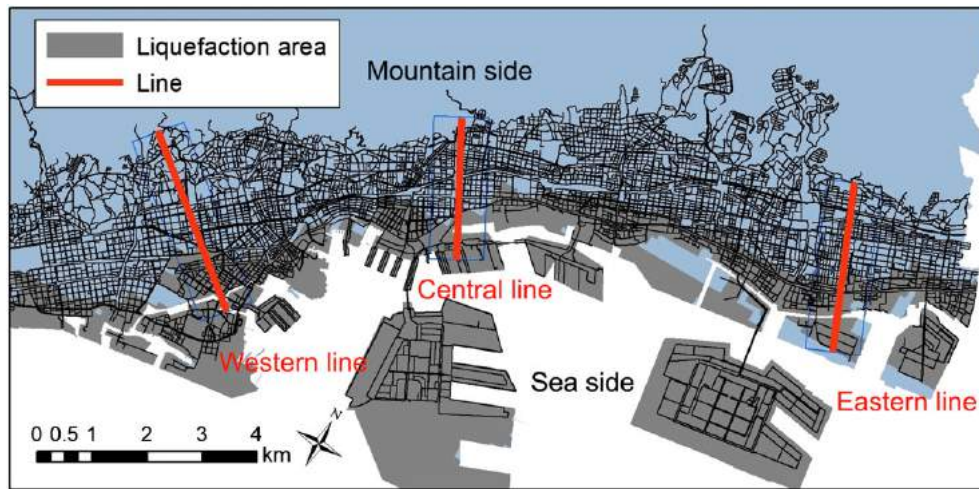 Liquefaction area
Line
Mountain side
Central line
Western line
Sea side
Eastern line
0 0.5 1 2 3 4
km
N